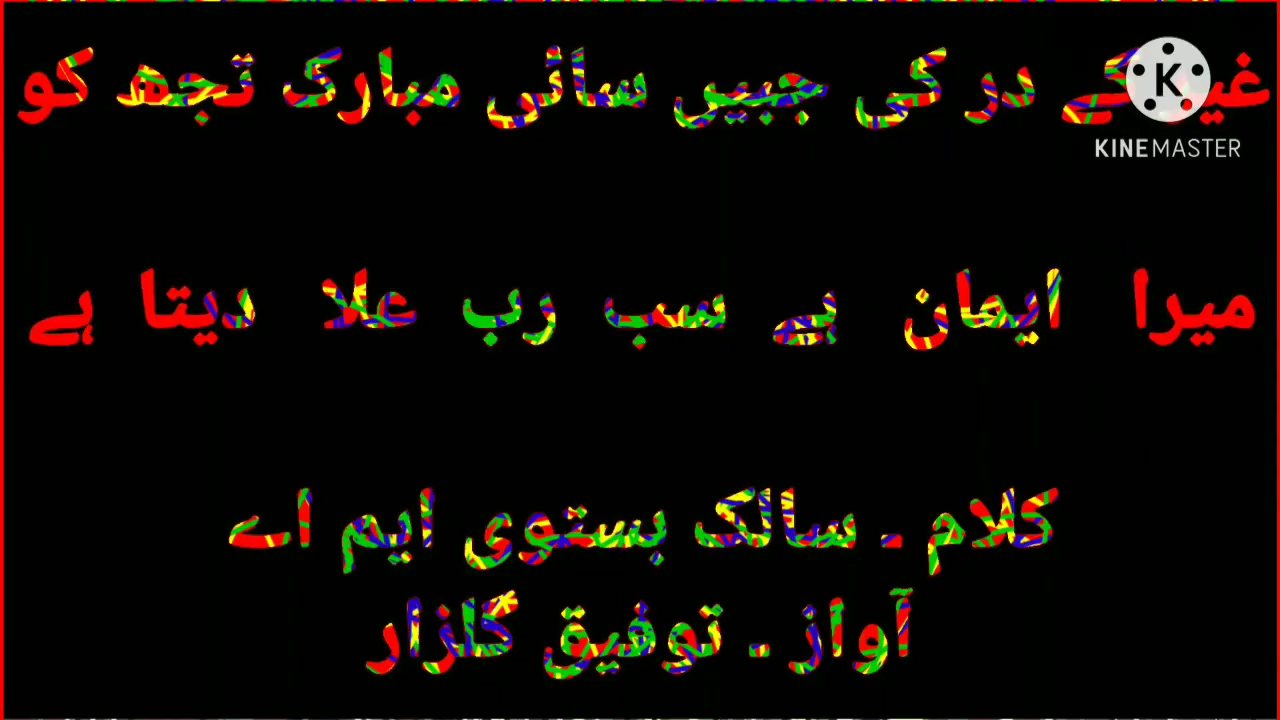 غیر کے در کی جبیں سائی مبارک تجھ کو
KINEMASTER
میرا ایمان ہے سب رب علا دیتا ہے
کلام ۔ سالک بستوی ایم اے
آواز ۔ توفیق گلزار